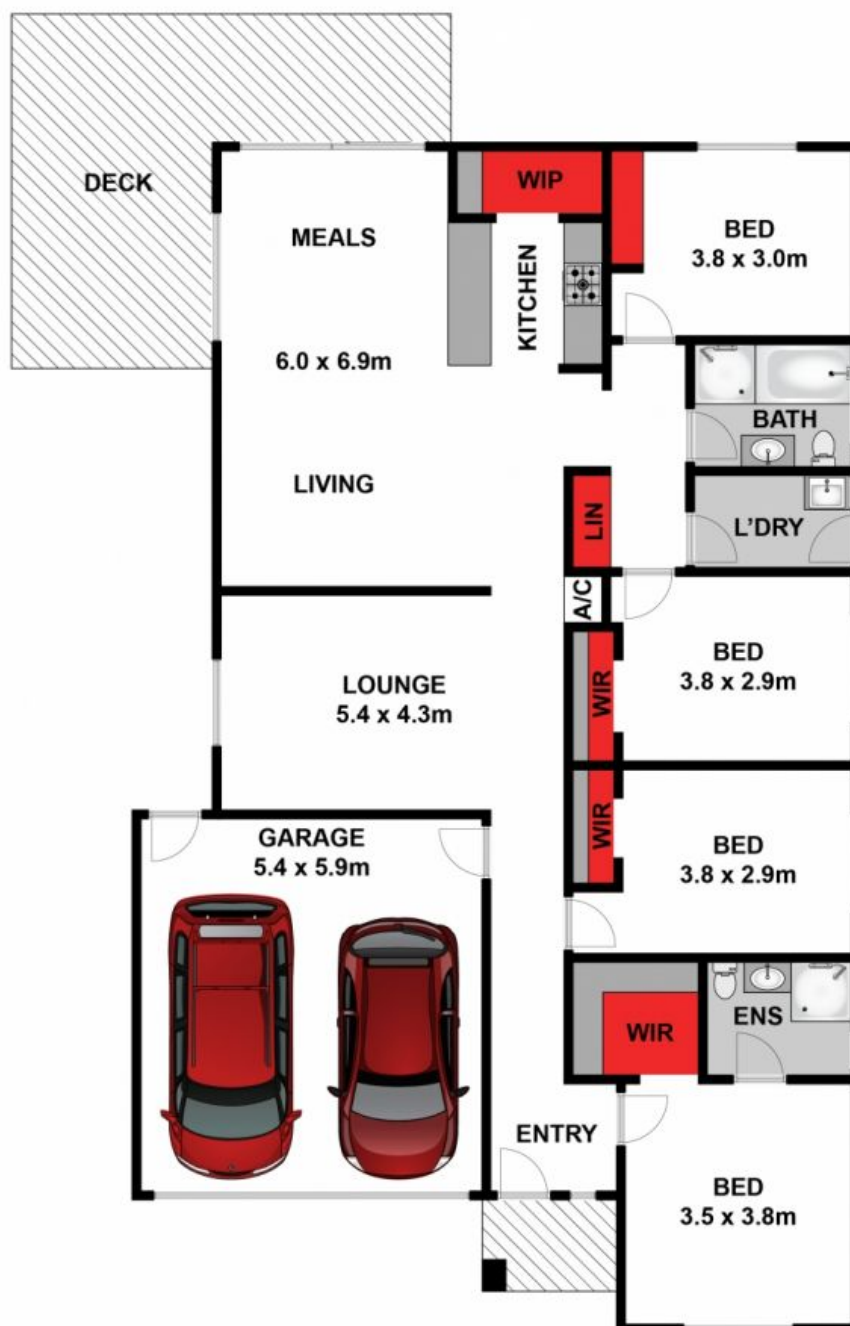 DECK
WIP
MEALS
KITCHEN
BED
3.8 x 3.0m
6.0 x 6.9m
BATH
LIVING
LIN
L'DRY
A/C
BED
3.8 x 2.9m
LOUNGE
5.4 x 4.3m
WIR
WIR
GARAGE
5.4 x 5.9m
BED
3.8 x 2.9m
WIR
ENS
ENTRY
BED
3.5 x 3.8m